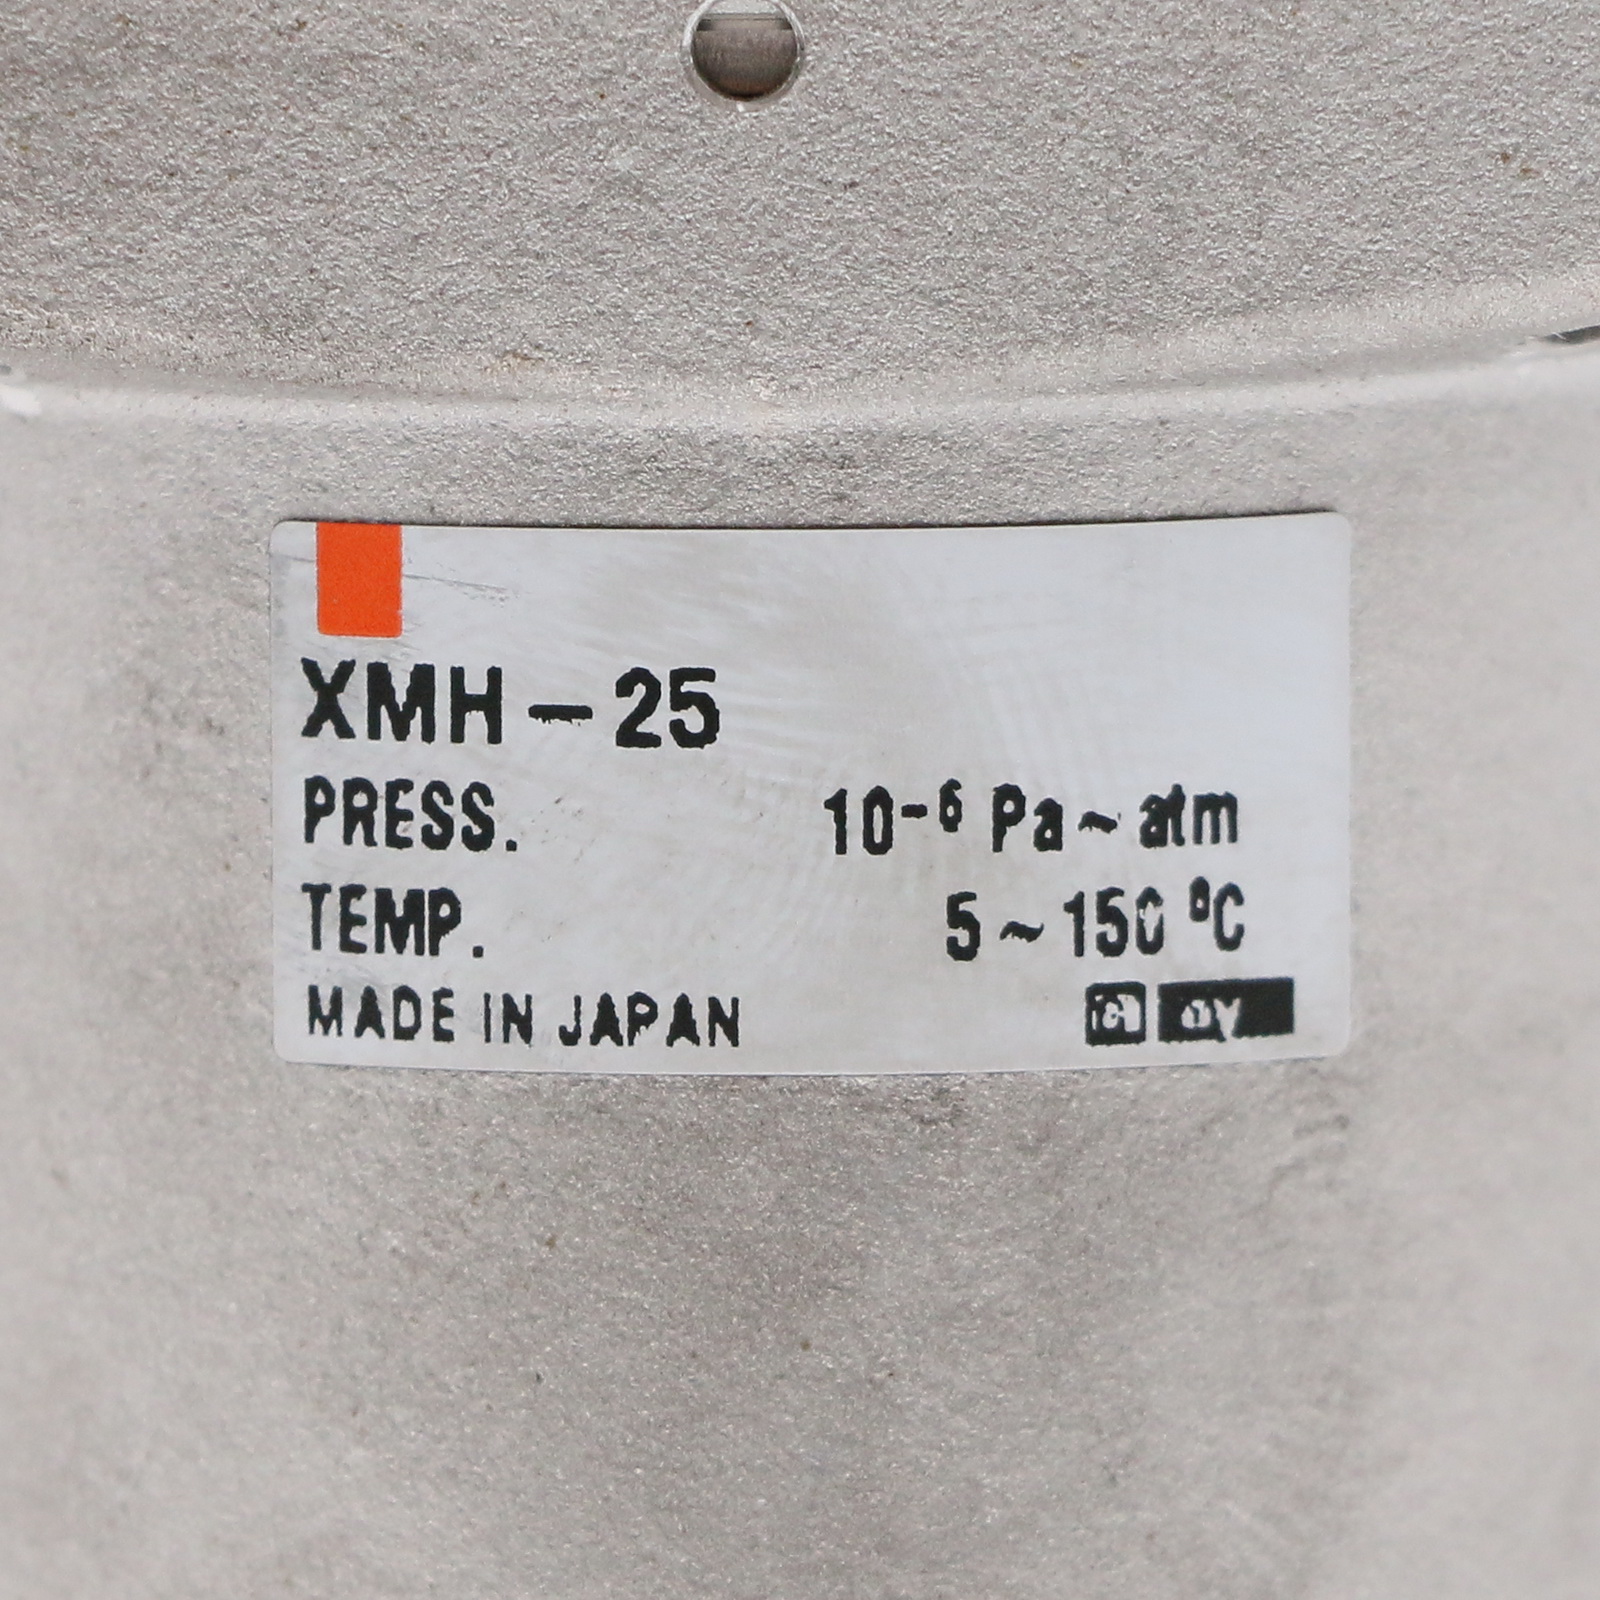 XMH-25
PRESS. 10⁻⁶ Pa~atm
TEMP. 5~150 °C
MADE IN JAPAN